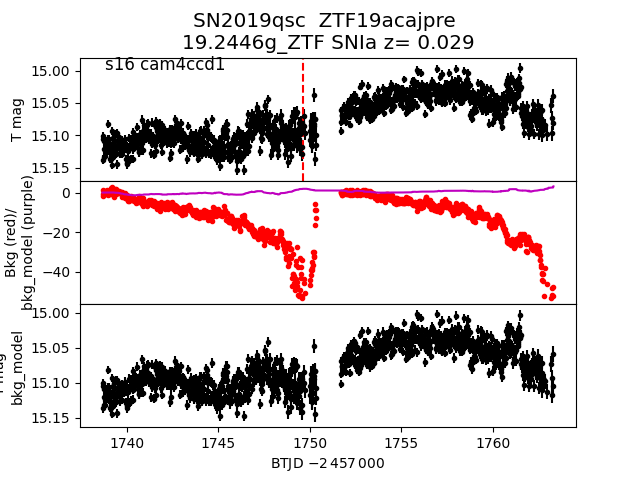 SN2019qsc  ZTF19acajpre
19.2446g_ZTF SNIa z= 0.029
s16 cam4ccd1
T mag
15.00
15.05
15.10
15.15
Bkg (red)/
bkg_model (purple)
0
−20
−40
bkg_model
15.00
15.05
15.10
15.15
1740 1745 1750 1755 1760
BTJD −2 457 000